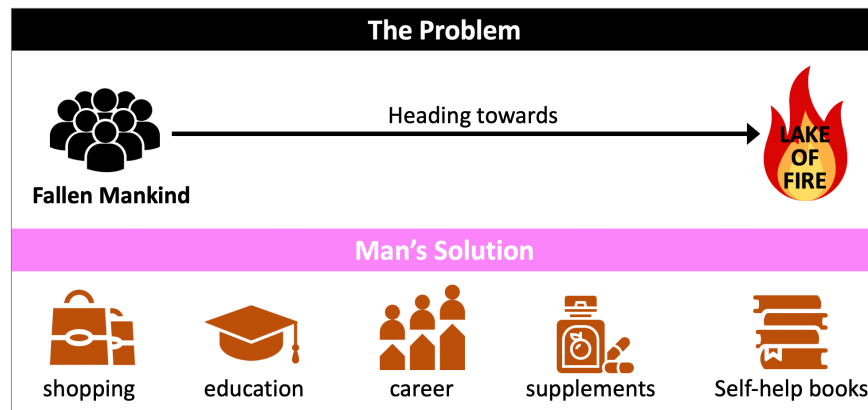 The Problem
Heading towards
LAKE
OF
FIRE
Fallen Mankind
Man's Solution
shopping
education
career
supplements
Self-help books